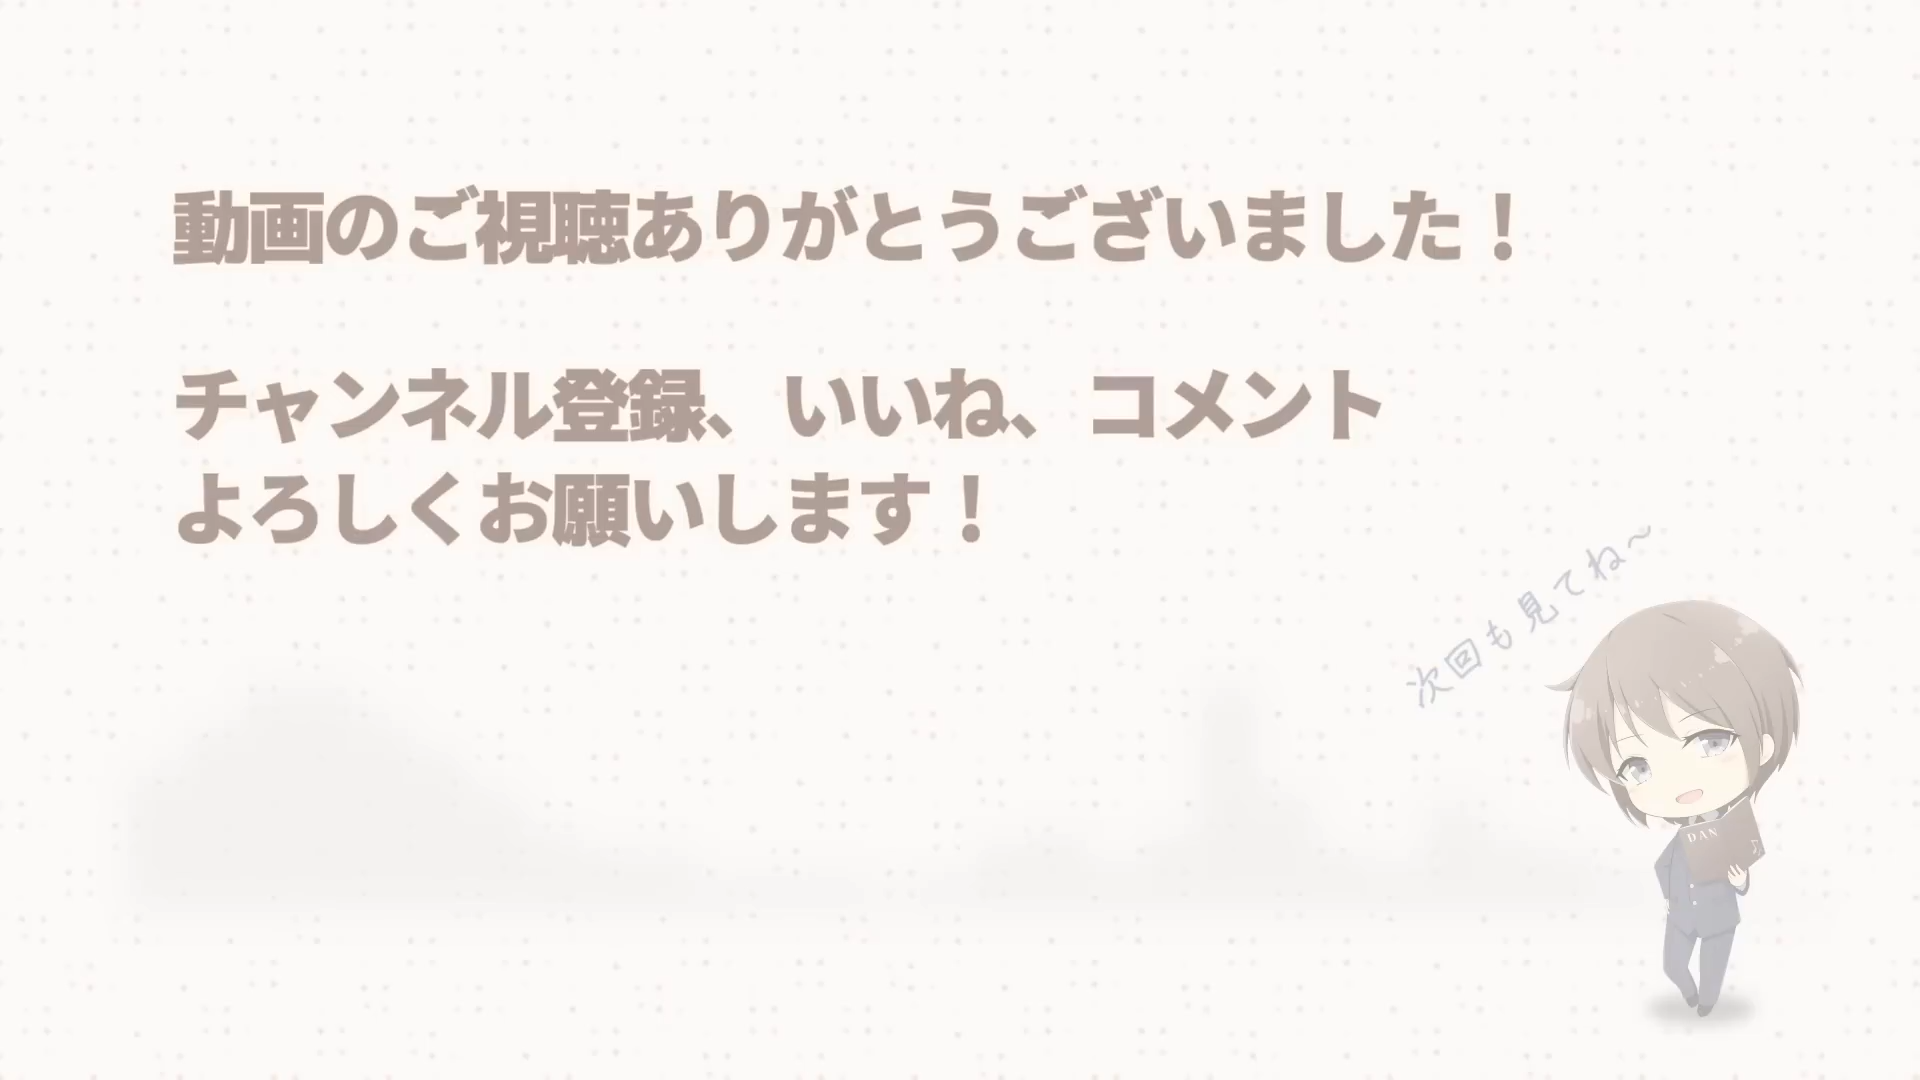 動画のご視聴ありがとうございました！
チャンネル登録、いいね、コメント
よろしくお願いします！
次回も見てね～
DAN